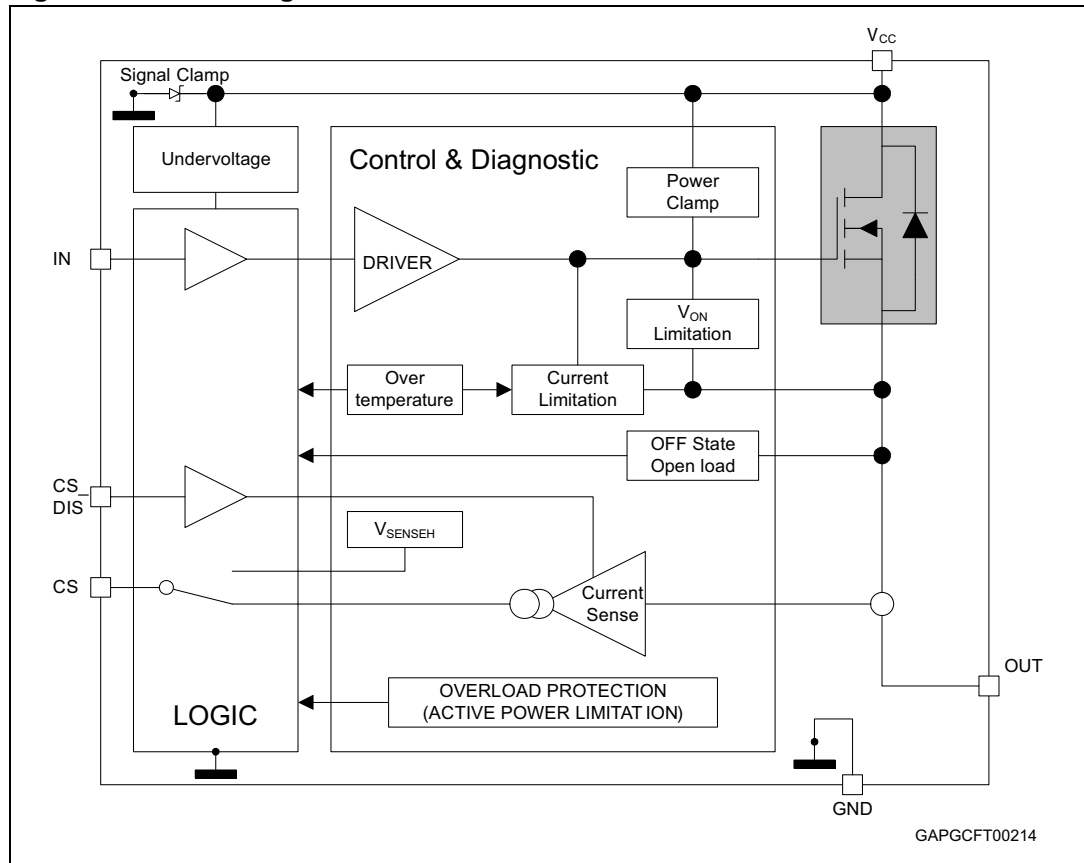 VCC
Signal Clamp
Undervoltage
Control & Diagnostic
Power
Clamp
IN
DRIVER
VON
Limitation
Over
temperature
Current
Limitation
OFF State
Open load
CS_
DIS
VSENSEH
CS
Current
Sense
OUT
OVERLOAD PROTECTION
(ACTIVE POWER LIMITATION)
LOGIC
GND
GAPGCFT00214